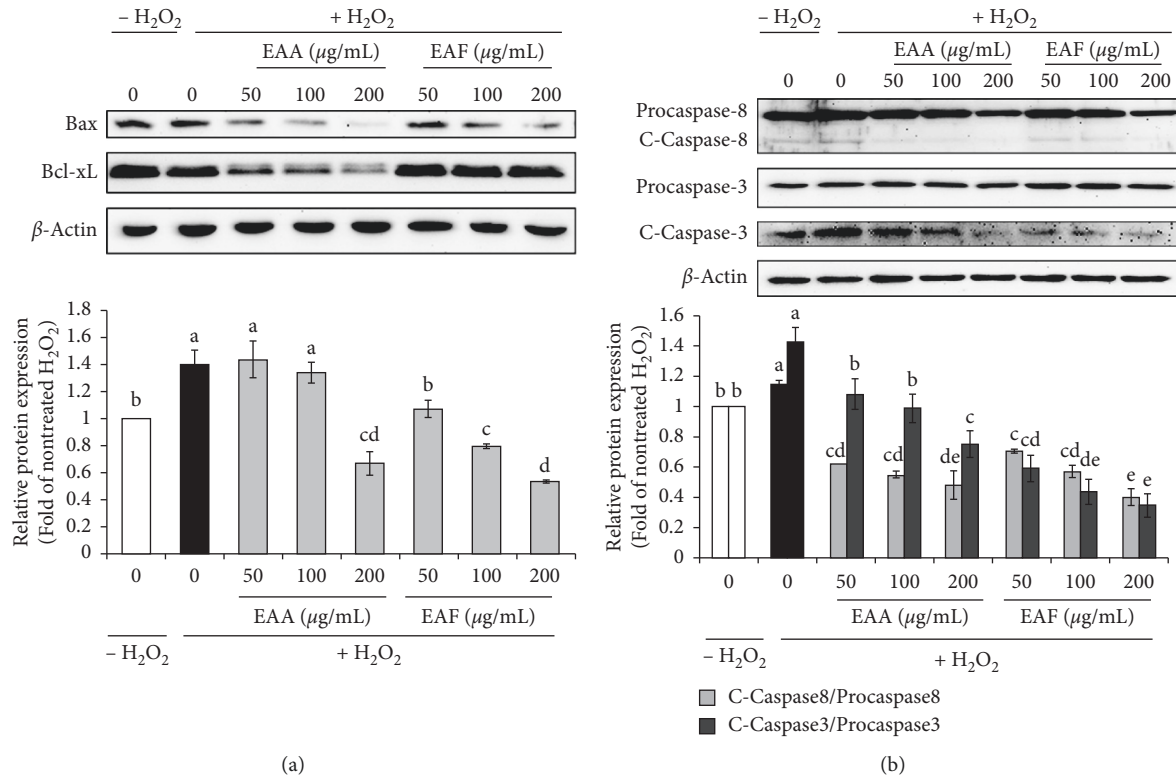 – H₂O₂
+ H₂O₂
EAA (μg/mL)
EAF (μg/mL)
0 0 50 100 200 50 100 200
Bax
Bcl-xL
β-Actin
Relative protein expression
(Fold of nontreated H₂O₂)
1.8
1.6
1.4
1.2
1
0.8
0.6
0.4
0.2
0
b a a a cd b c d
0 0 50 100 200 50 100 200
EAA (μg/mL) EAF (μg/mL)
– H₂O₂
+ H₂O₂
(a)
– H₂O₂
+ H₂O₂
EAA (μg/mL)
EAF (μg/mL)
0 0 50 100 200 50 100 200
Procaspase-8
C-Caspase-8
Procaspase-3
C-Caspase-3
β-Actin
Relative protein expression
(Fold of nontreated H₂O₂)
1.6
1.4
1.2
1
0.8
0.6
0.4
0.2
0
b b a a cd b cd b de c c cd cd de e e
0 0 50 100 200 50 100 200
EAA (μg/mL) EAF (μg/mL)
– H₂O₂
+ H₂O₂
C-Caspase8/Procaspase8
C-Caspase3/Procaspase3
(b)